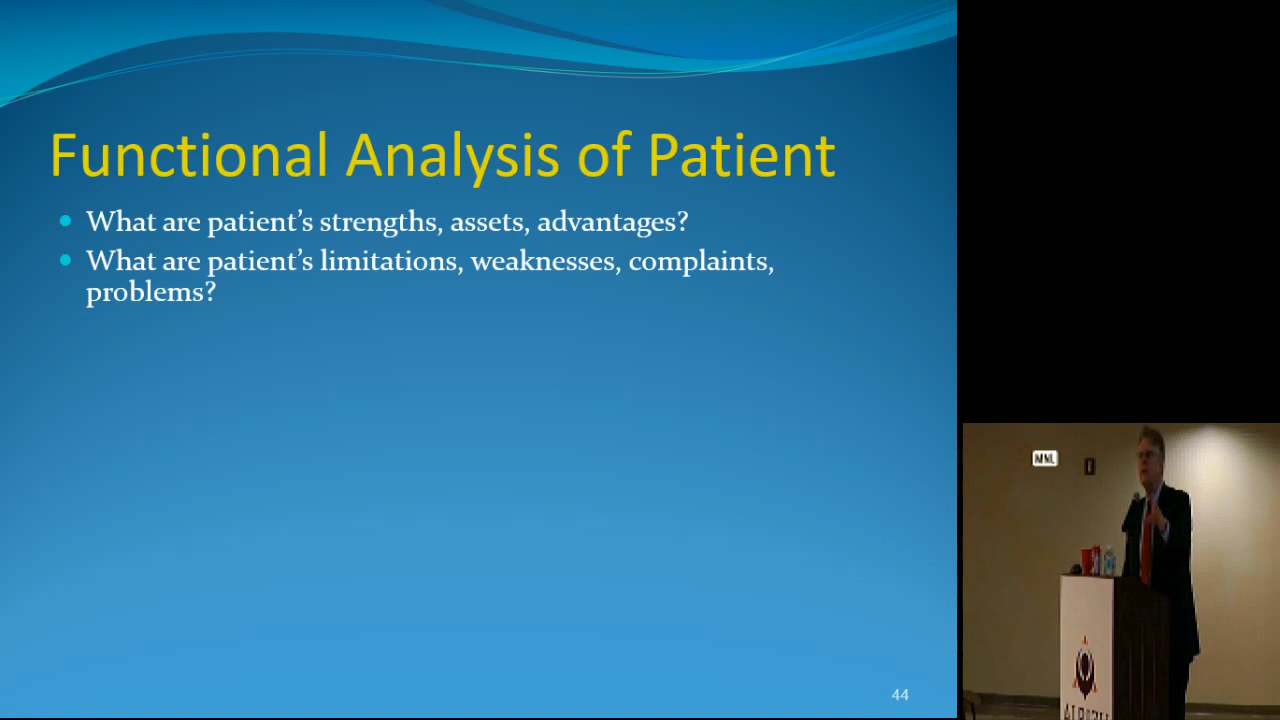 Functional Analysis of Patient
What are patient’s strengths, assets, advantages?
What are patient’s limitations, weaknesses, complaints,
problems?
44